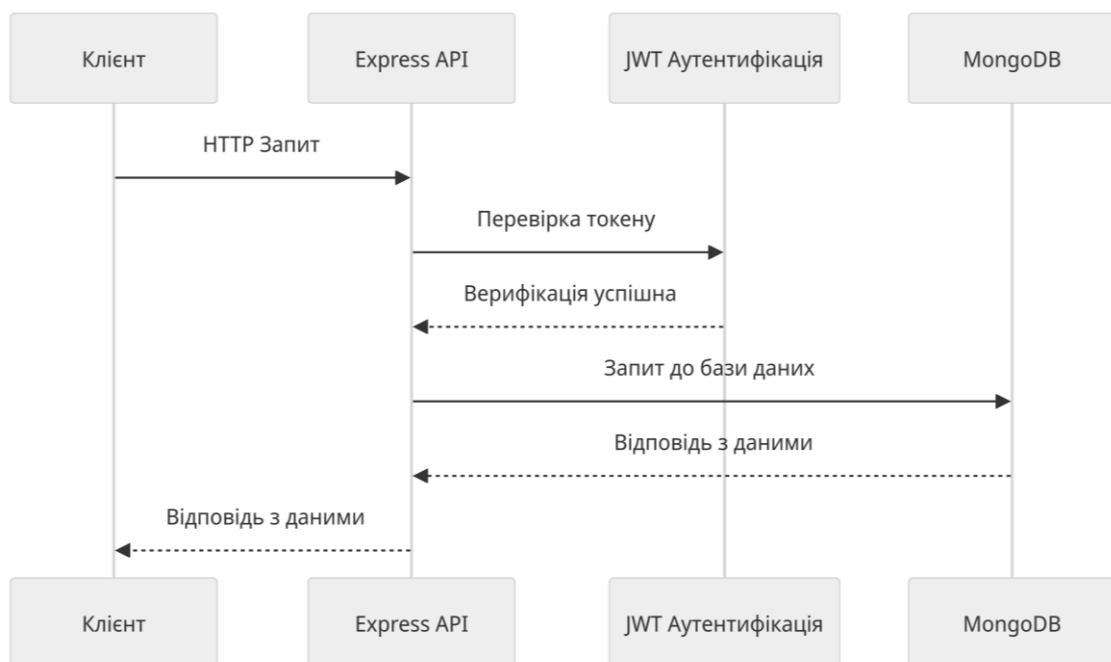 Клієнт
Express API
JWT Аутентифікація
MongoDB
HTTP Запит
Перевірка токену
Верифікація успішна
Запит до бази даних
Відповідь з даними
Відповідь з даними
Клієнт
Express API
JWT Аутентифікація
MongoDB